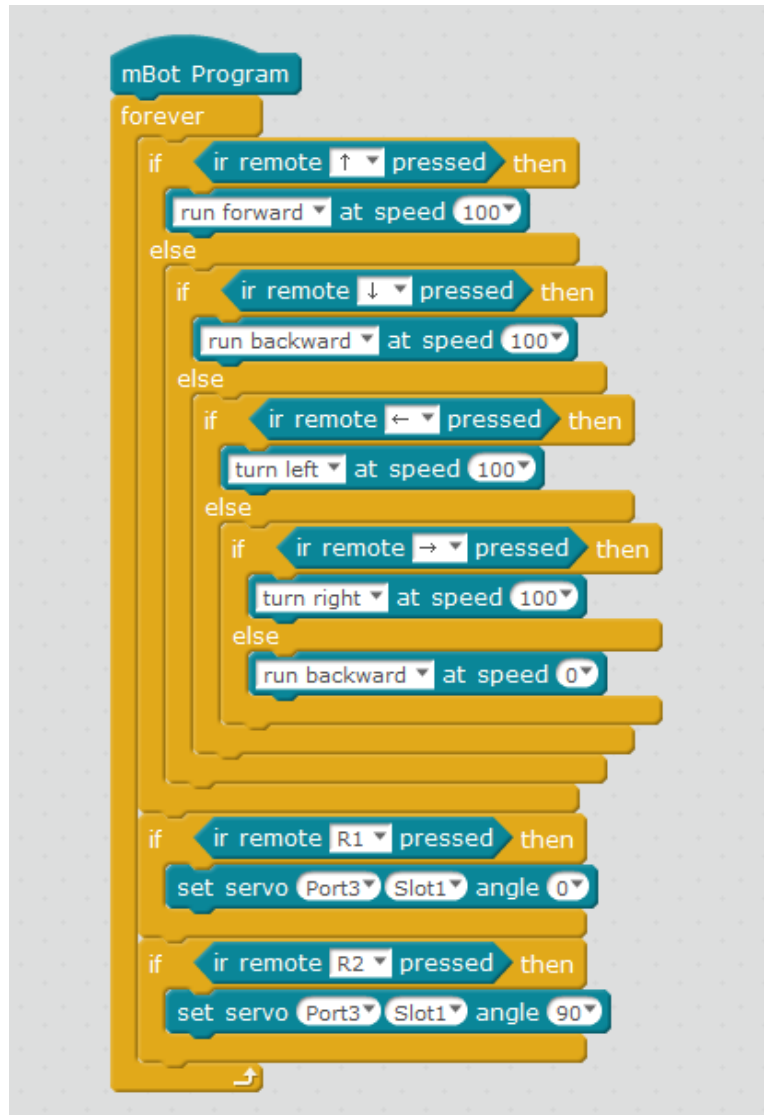 mBot Program
forever
if ir remote ↑ pressed then
run forward at speed 100
else
if ir remote ↓ pressed then
run backward at speed 100
else
if ir remote ← pressed then
turn left at speed 100
else
if ir remote → pressed then
turn right at speed 100
else
run backward at speed 0
if ir remote R1 pressed then
set servo Port3 Slot1 angle 0
if ir remote R2 pressed then
set servo Port3 Slot1 angle 90